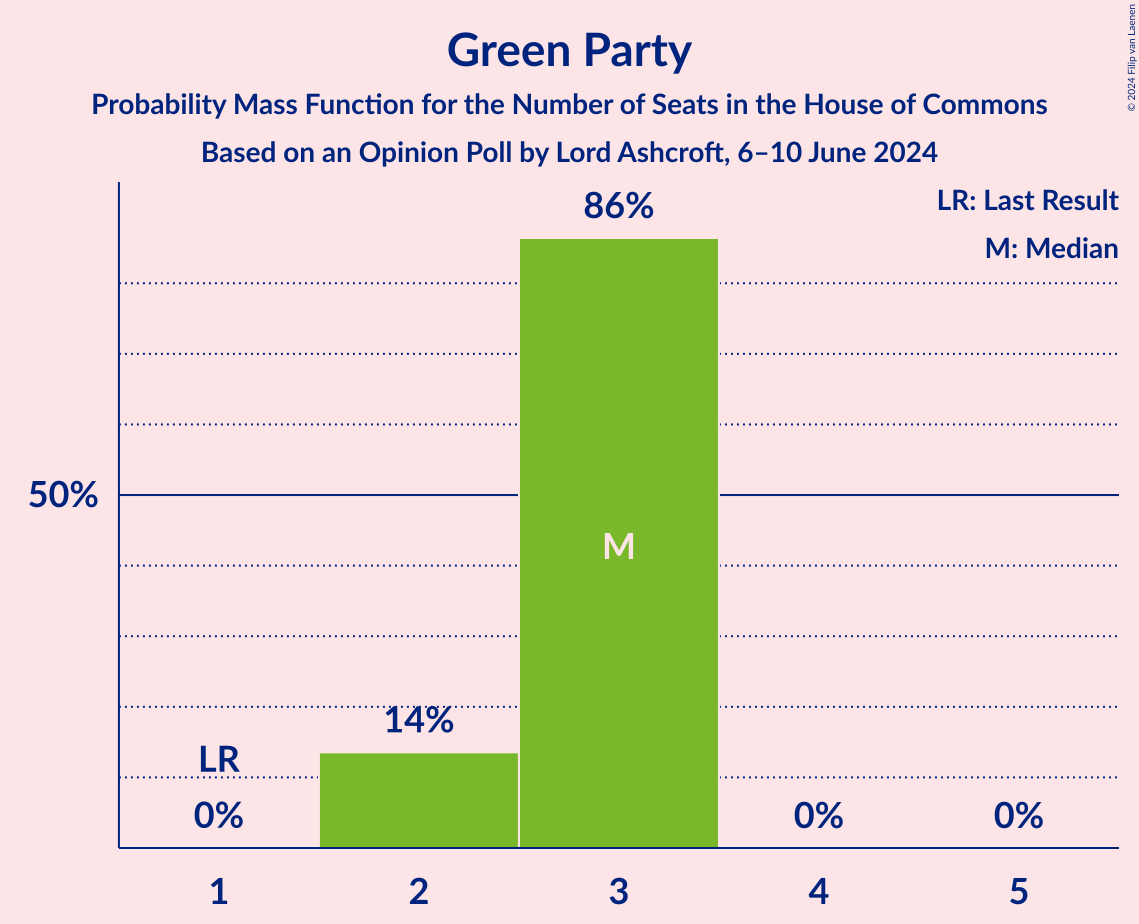 Green Party
Probability Mass Function for the Number of Seats in the House of Commons
Based on an Opinion Poll by Lord Ashcroft, 6–10 June 2024
© 2024 Filip van Laenen
LR: Last Result
M: Median
86%
50%
M
14%
LR
0%
0%
0%
1
2
3
4
5